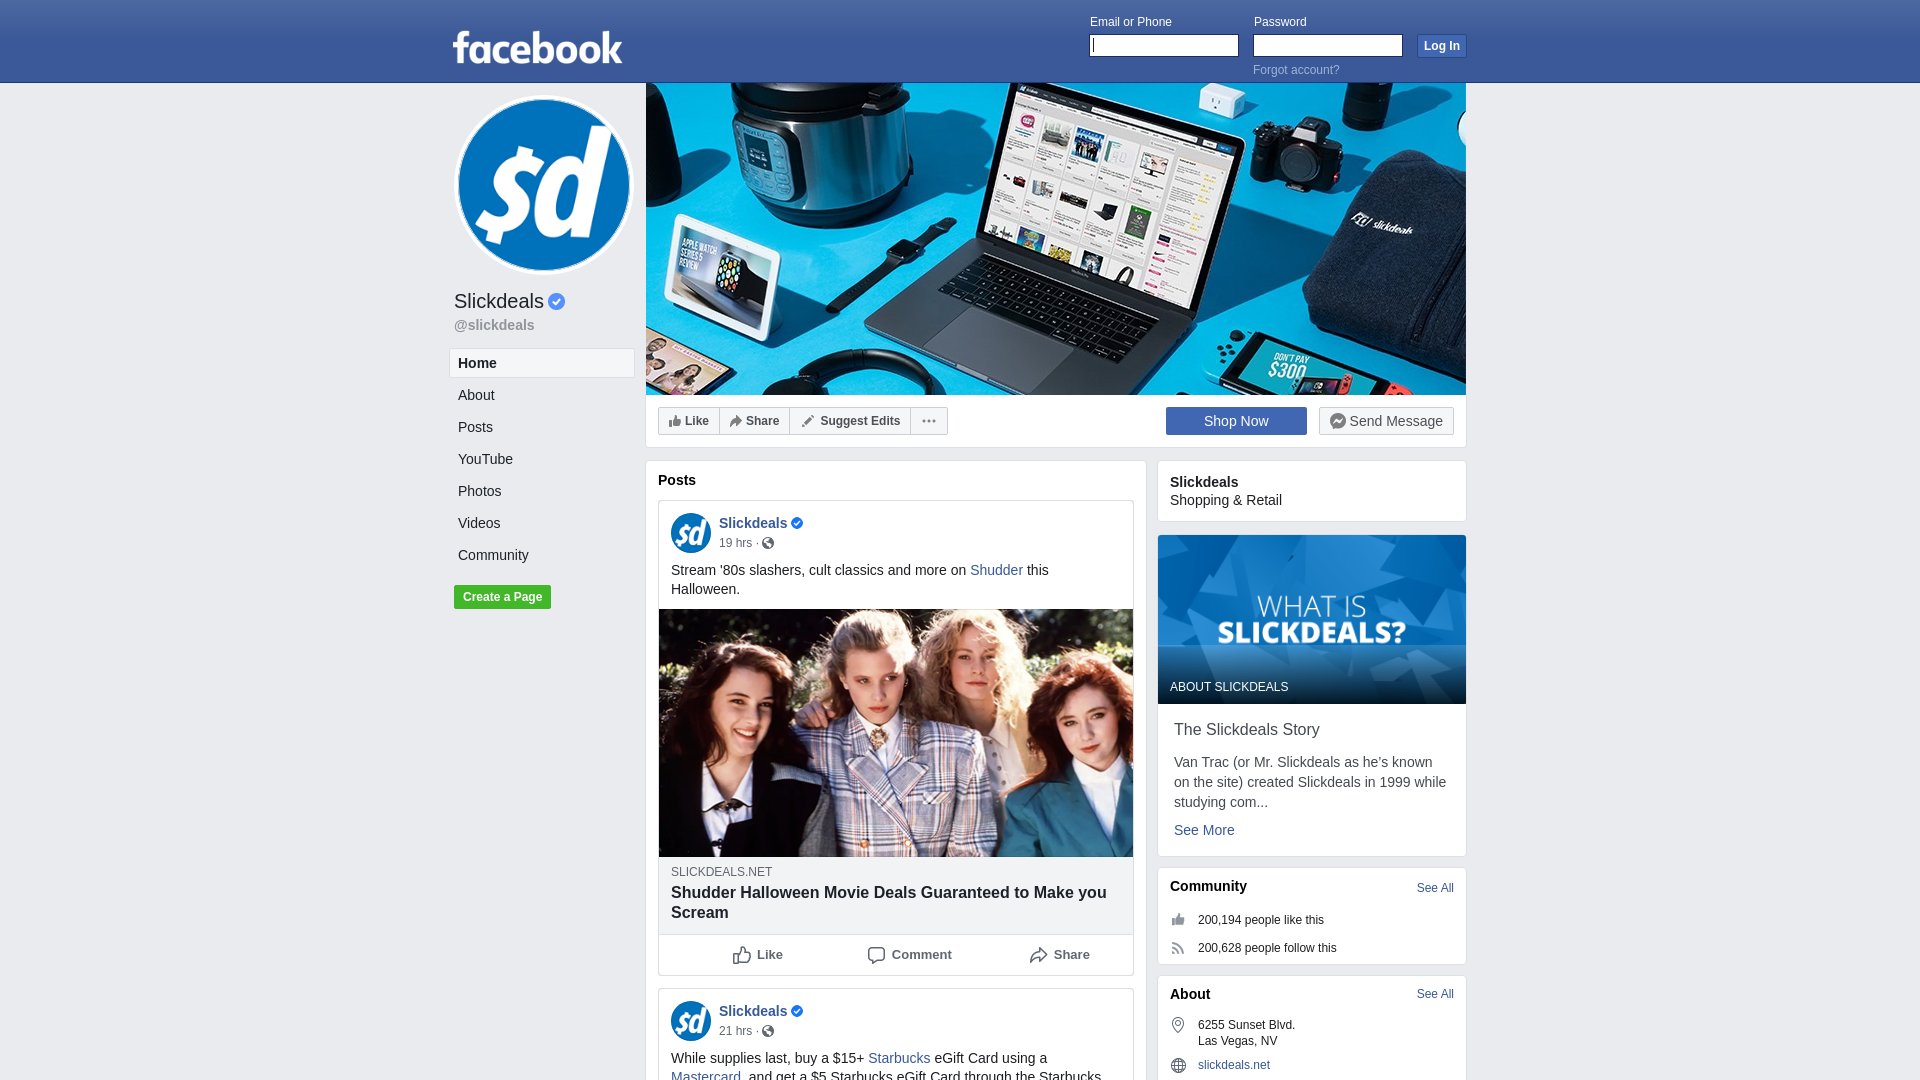 facebook
Email or Phone
Password
Log In
Forgot account?
$d
Slickdeals
@slickdeals
Home
About
Posts
YouTube
Photos
Videos
Community
Create a Page
APPLE WATCH
SERIES 5
REVIEW
slickdeals
DON'T PAY
$300
Like
Share
Suggest Edits
Shop Now
Send Message
Posts
$d
Slickdeals
19 hrs ·
Stream '80s slashers, cult classics and more on Shudder this
Halloween.
SLICKDEALS.NET
Shudder Halloween Movie Deals Guaranteed to Make you
Scream
Like
Comment
Share
$d
Slickdeals
21 hrs ·
While supplies last, buy a $15+ Starbucks eGift Card using a
Mastercard, and get a $5 Starbucks eGift Card through the Starbucks
Slickdeals
Shopping & Retail
WHAT IS
SLICKDEALS?
ABOUT SLICKDEALS
The Slickdeals Story
Van Trac (or Mr. Slickdeals as he’s known
on the site) created Slickdeals in 1999 while
studying com...
See More
Community
See All
200,194 people like this
200,628 people follow this
About
See All
6255 Sunset Blvd.
Las Vegas, NV
slickdeals.net